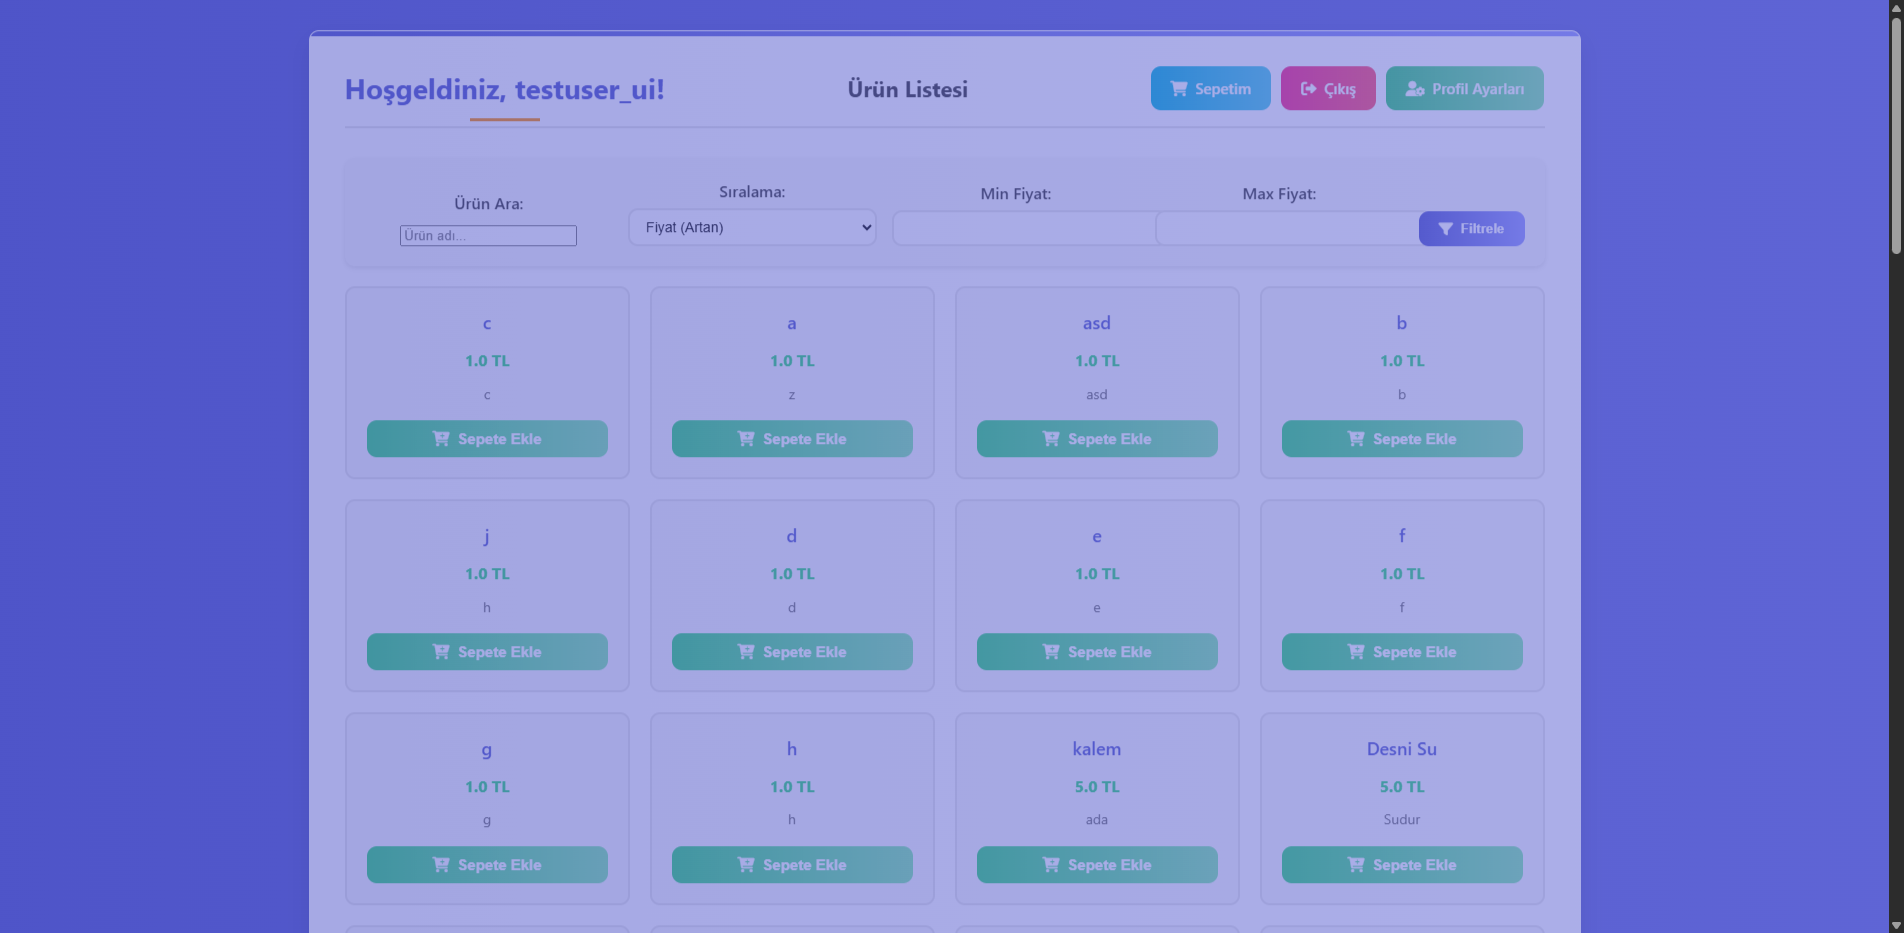 Hoşgeldiniz, testuser_ui!
Ürün Listesi
Sepetim
Çıkış
Profil Ayarları
Ürün Ara:
Ürün adı...
Sıralama:
Fiyat (Artan)
Min Fiyat:
Max Fiyat:
Filtrele
c
1.0 TL
c
Sepete Ekle
a
1.0 TL
z
Sepete Ekle
asd
1.0 TL
asd
Sepete Ekle
b
1.0 TL
b
Sepete Ekle
j
1.0 TL
h
Sepete Ekle
d
1.0 TL
d
Sepete Ekle
e
1.0 TL
e
Sepete Ekle
f
1.0 TL
f
Sepete Ekle
g
1.0 TL
g
Sepete Ekle
h
1.0 TL
h
Sepete Ekle
kalem
5.0 TL
ada
Sepete Ekle
Desni Su
5.0 TL
Sudur
Sepete Ekle